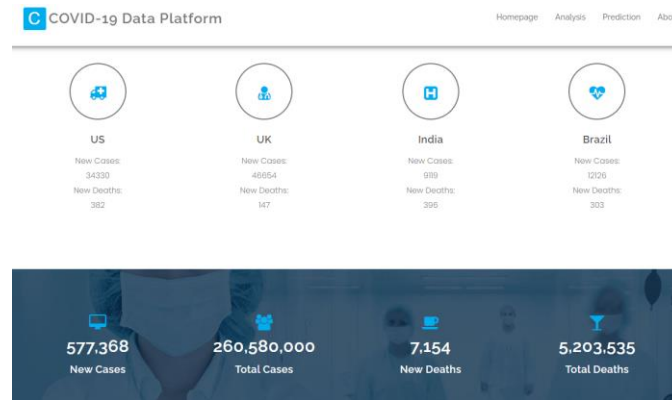 C COVID-19 Data Platform
Homepage Analysis Prediction Abo
US UK India Brazil
New Cases: New Cases: New Cases: New Cases:
34330 46654 9119 12126
New Deaths: New Deaths: New Deaths: New Deaths:
382 147 396 303
577,368 260,580,000 7,154 5,203,535
New Cases Total Cases New Deaths Total Deaths